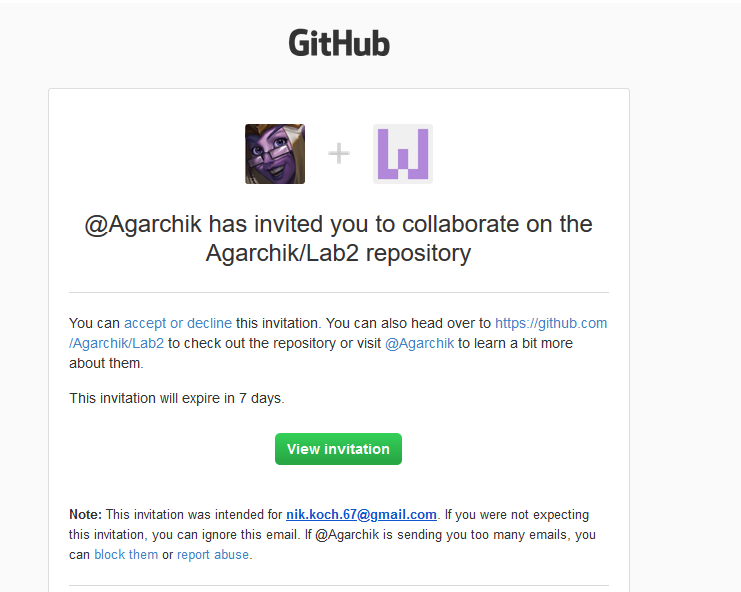 GitHub
@Agarchik has invited you to collaborate on the
Agarchik/Lab2 repository
You can accept or decline this invitation. You can also head over to https://github.com
/Agarchik/Lab2 to check out the repository or visit @Agarchik to learn a bit more
about them.
This invitation will expire in 7 days.
View invitation
Note: This invitation was intended for nik.koch.67@gmail.com. If you were not expecting
this invitation, you can ignore this email. If @Agarchik is sending you too many emails, you
can block them or report abuse.